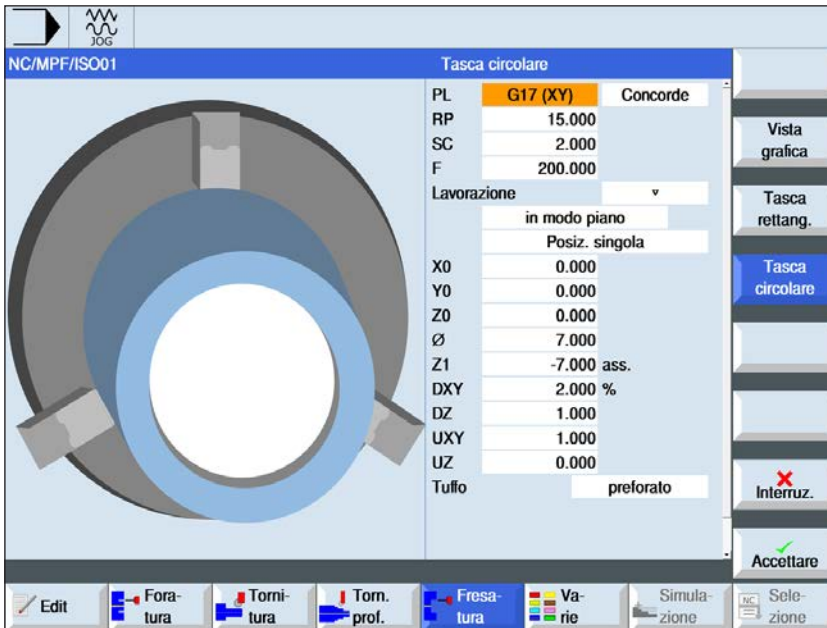 JOG
NC/MPF/ISO01
Tasca circolare
PL G17 (XY) Concorde
RP 15.000
SC 2.000
F 200.000
Lavorazione ▿
in modo piano
Posiz. singola
X0 0.000
Y0 0.000
Z0 0.000
Ø 7.000
Z1 -7.000 ass.
DXY 2.000 %
DZ 1.000
UXY 1.000
UZ 0.000
Tuffo preforato
Vista
grafica
Tasca
rettang.
Tasca
circolare
Interruz.
Accettare
Edit
Fora-
tura
Torni-
tura
Torn.
prof.
Fresa-
tura
Va-
rie
Simula-
zione
NC
Sele-
zione